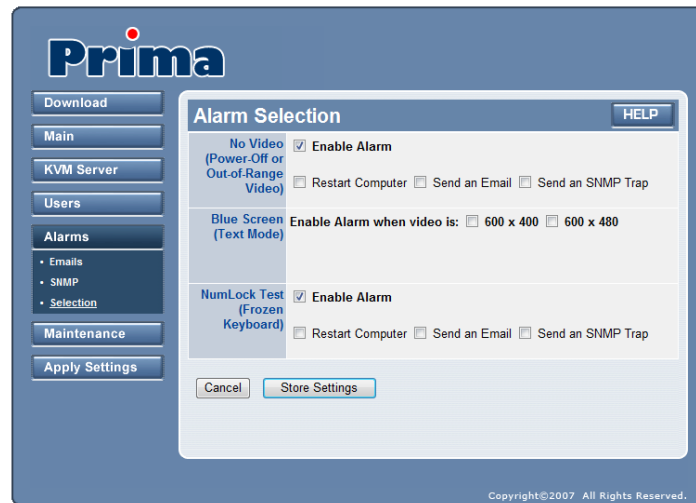 Prima
Download
Main
KVM Server
Users
Alarms
• Emails
• SNMP
• Selection
Maintenance
Apply Settings
Alarm Selection
HELP
No Video (Power-Off or Out-of-Range Video)
Enable Alarm
Restart Computer Send an Email Send an SNMP Trap
Blue Screen (Text Mode)
Enable Alarm when video is: 600 x 400 600 x 480
NumLock Test (Frozen Keyboard)
Enable Alarm
Restart Computer Send an Email Send an SNMP Trap
Cancel Store Settings
Copyright©2007 All Rights Reserved.